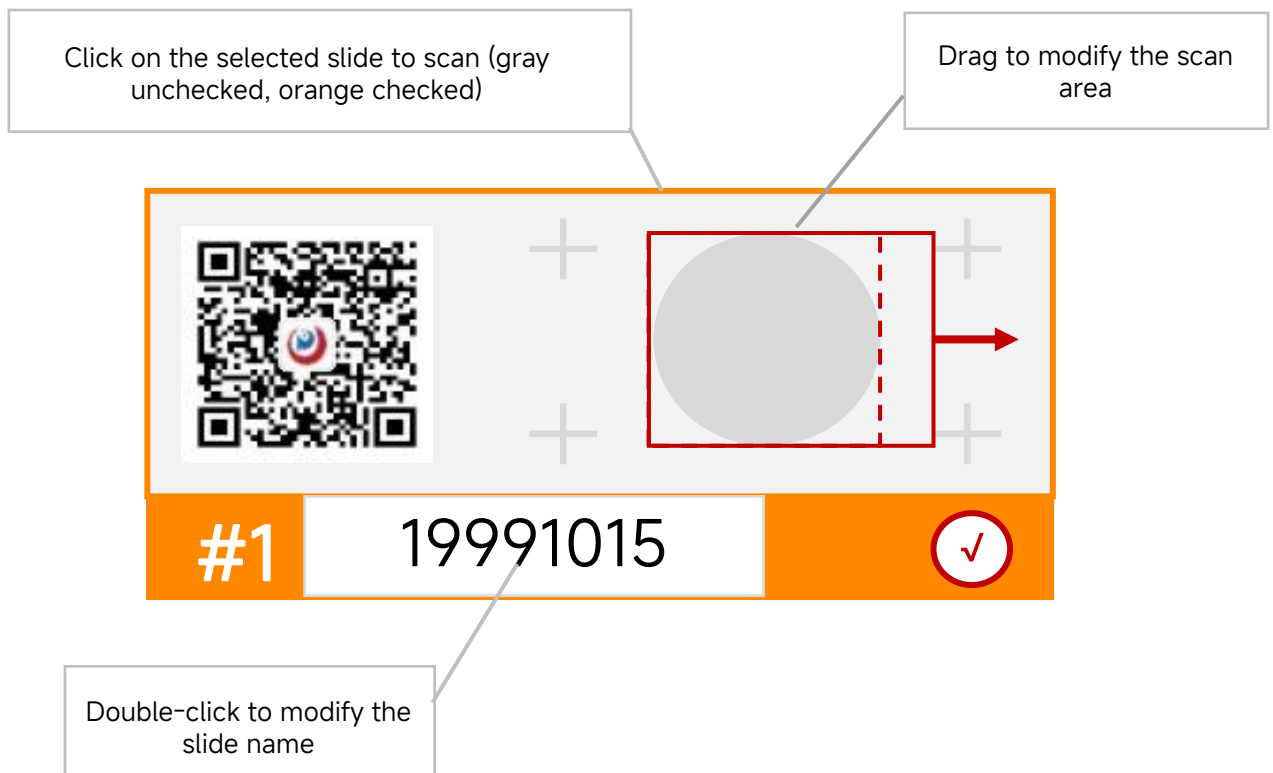 Click on the selected slide to scan (gray
unchecked, orange checked)
Drag to modify the scan
area
#1
19991015
√
Double-click to modify the
slide name